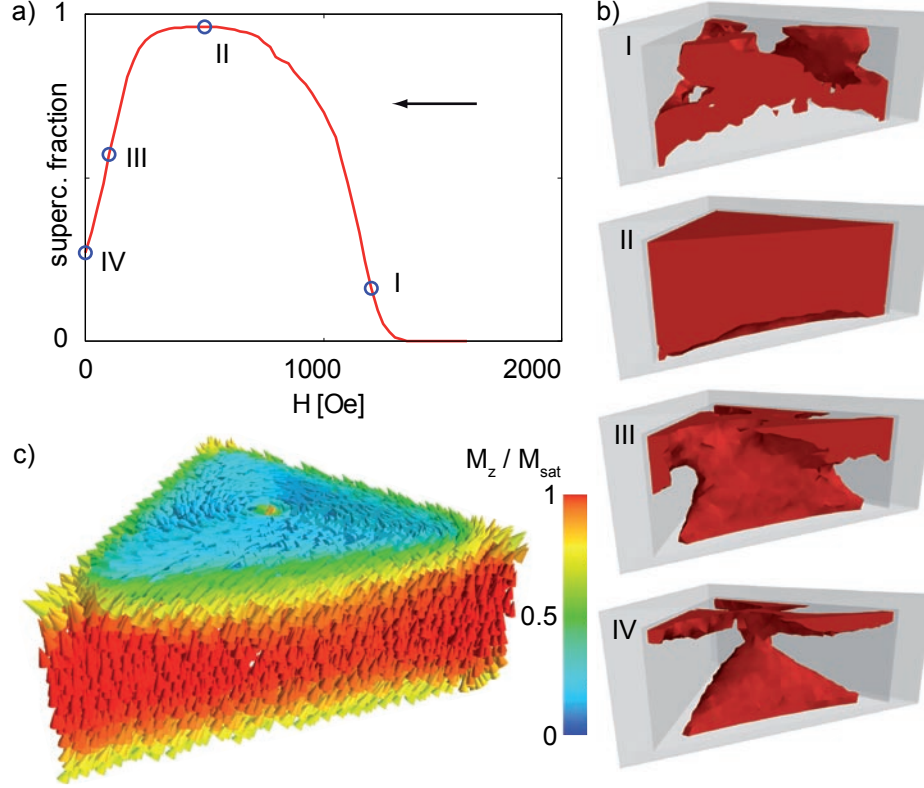 a)
1
superc. fraction
0
0
1000
2000
H [Oe]
I
II
III
IV
b)
I
II
III
IV
c)
M_z / M_sat
1
0.5
0